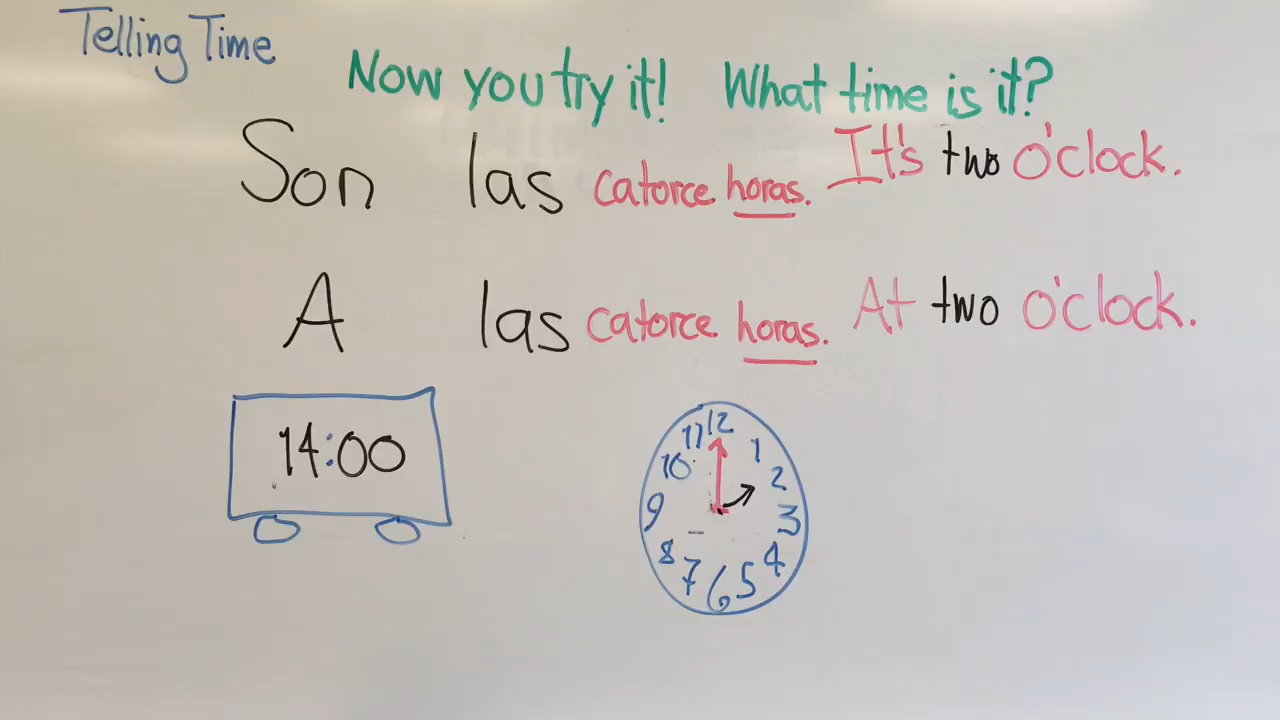 Telling Time
Now you try it! What time is it?
Son las catorce horas. It's two o'clock.
A las catorce horas. At two o'clock.
14:00
12
11 1
10 2
9 3
8 4
7 6 5